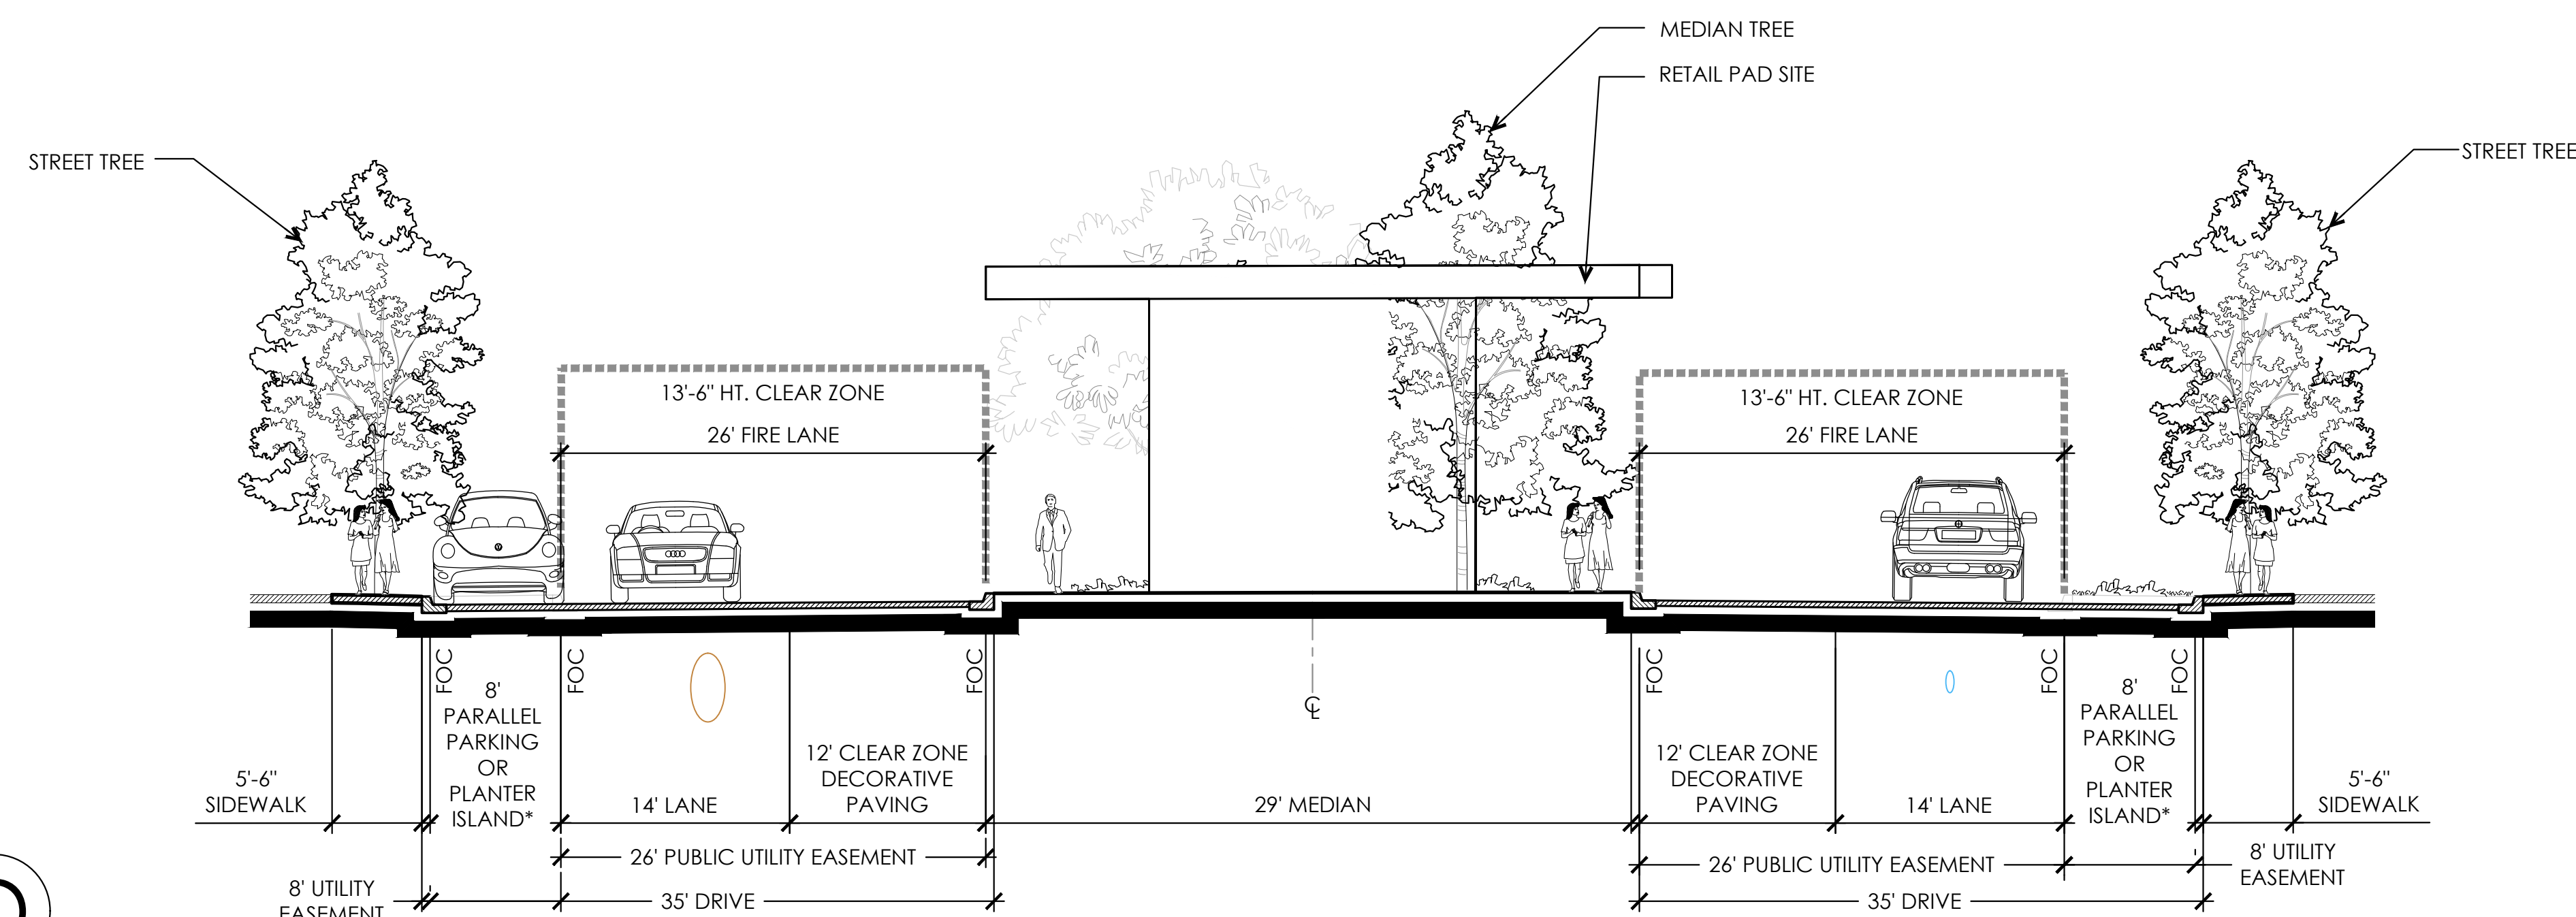 MEDIAN TREE
RETAIL PAD SITE
STREET TREE
STREET TREE
13'-6" HT. CLEAR ZONE
26' FIRE LANE
13'-6" HT. CLEAR ZONE
26' FIRE LANE
FOC
FOC
FOC
FOC
FOC
FOC
5'-6"
SIDEWALK
8'
PARALLEL
PARKING
OR
PLANTER
ISLAND*
14' LANE
12' CLEAR ZONE
DECORATIVE
PAVING
℄
29' MEDIAN
12' CLEAR ZONE
DECORATIVE
PAVING
14' LANE
8'
PARALLEL
PARKING
OR
PLANTER
ISLAND*
5'-6"
SIDEWALK
26' PUBLIC UTILITY EASEMENT
26' PUBLIC UTILITY EASEMENT
8' UTILITY
EASEMENT
8' UTILITY
EASEMENT
35' DRIVE
35' DRIVE